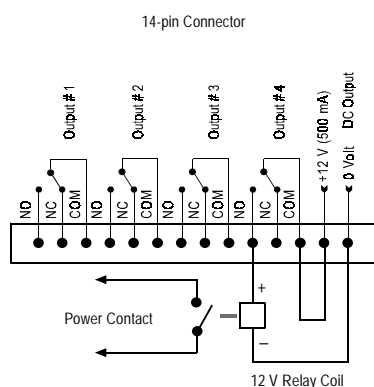 14-pin Connector
Output # 1
Output # 2
Output # 3
Output # 4
+12 V (500 mA)
0 Volt DC Output
NO
NC
COM
NO
NC
COM
NO
NC
COM
NO
NC
COM
Power Contact
+
–
12 V Relay Coil